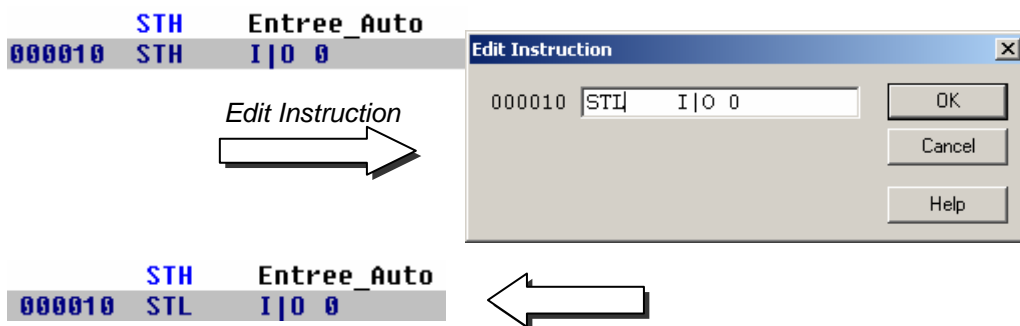 STH Entree_Auto
000010 STH I|O 0
Edit Instruction
Edit Instruction
000010 STL I|O 0
OK
Cancel
Help
STH Entree_Auto
000010 STL I|O 0